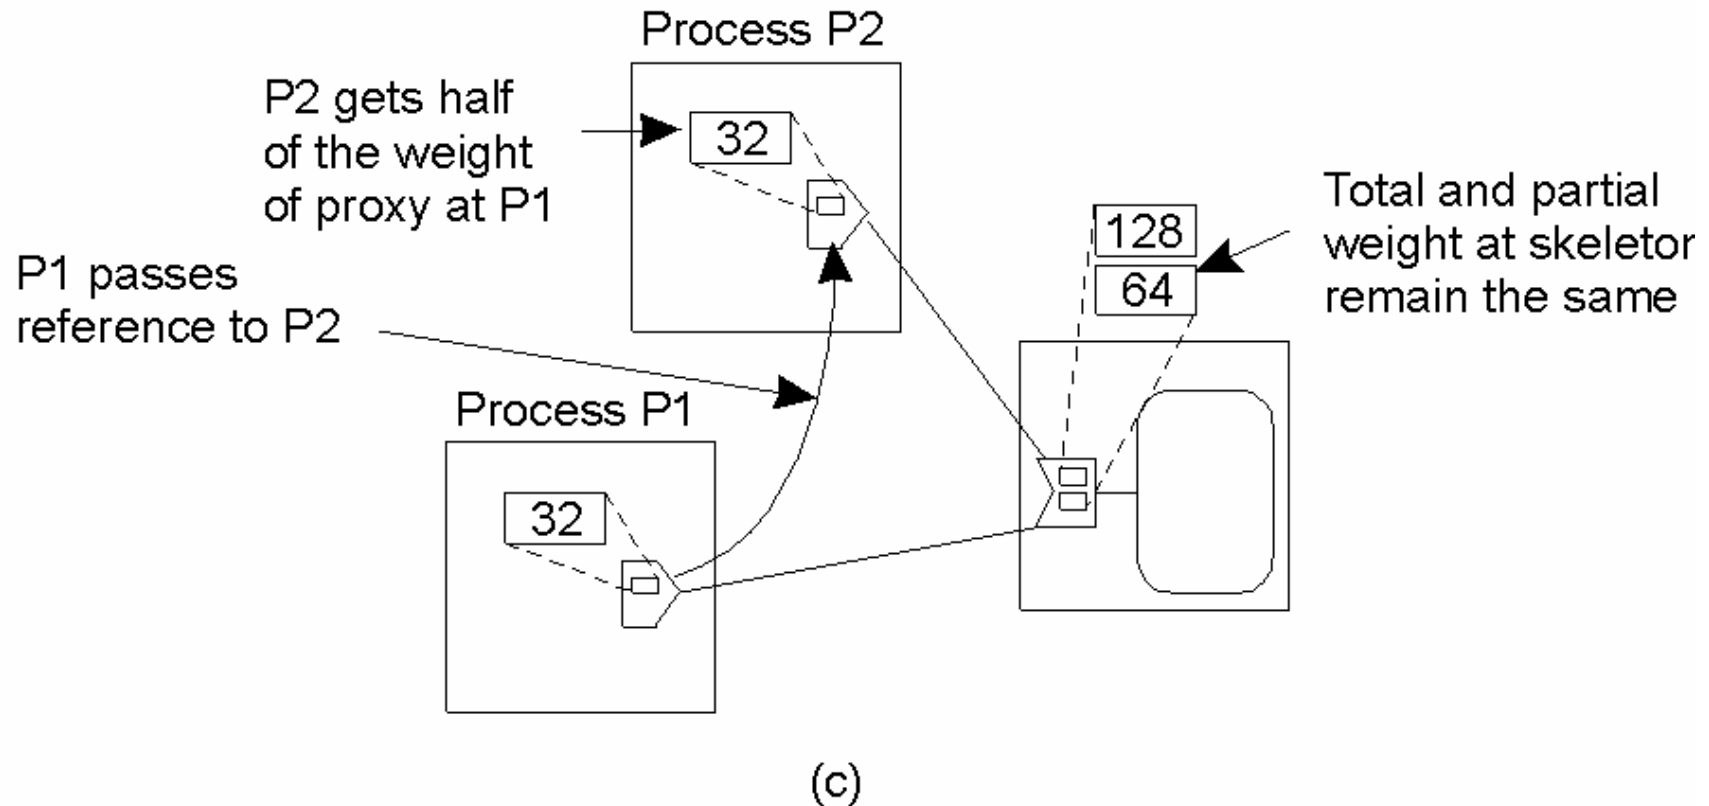 Process P2
P2 gets half
of the weight
of proxy at P1
32
Total and partial
weight at skeletor
remain the same
128
64
P1 passes
reference to P2
Process P1
32
(c)